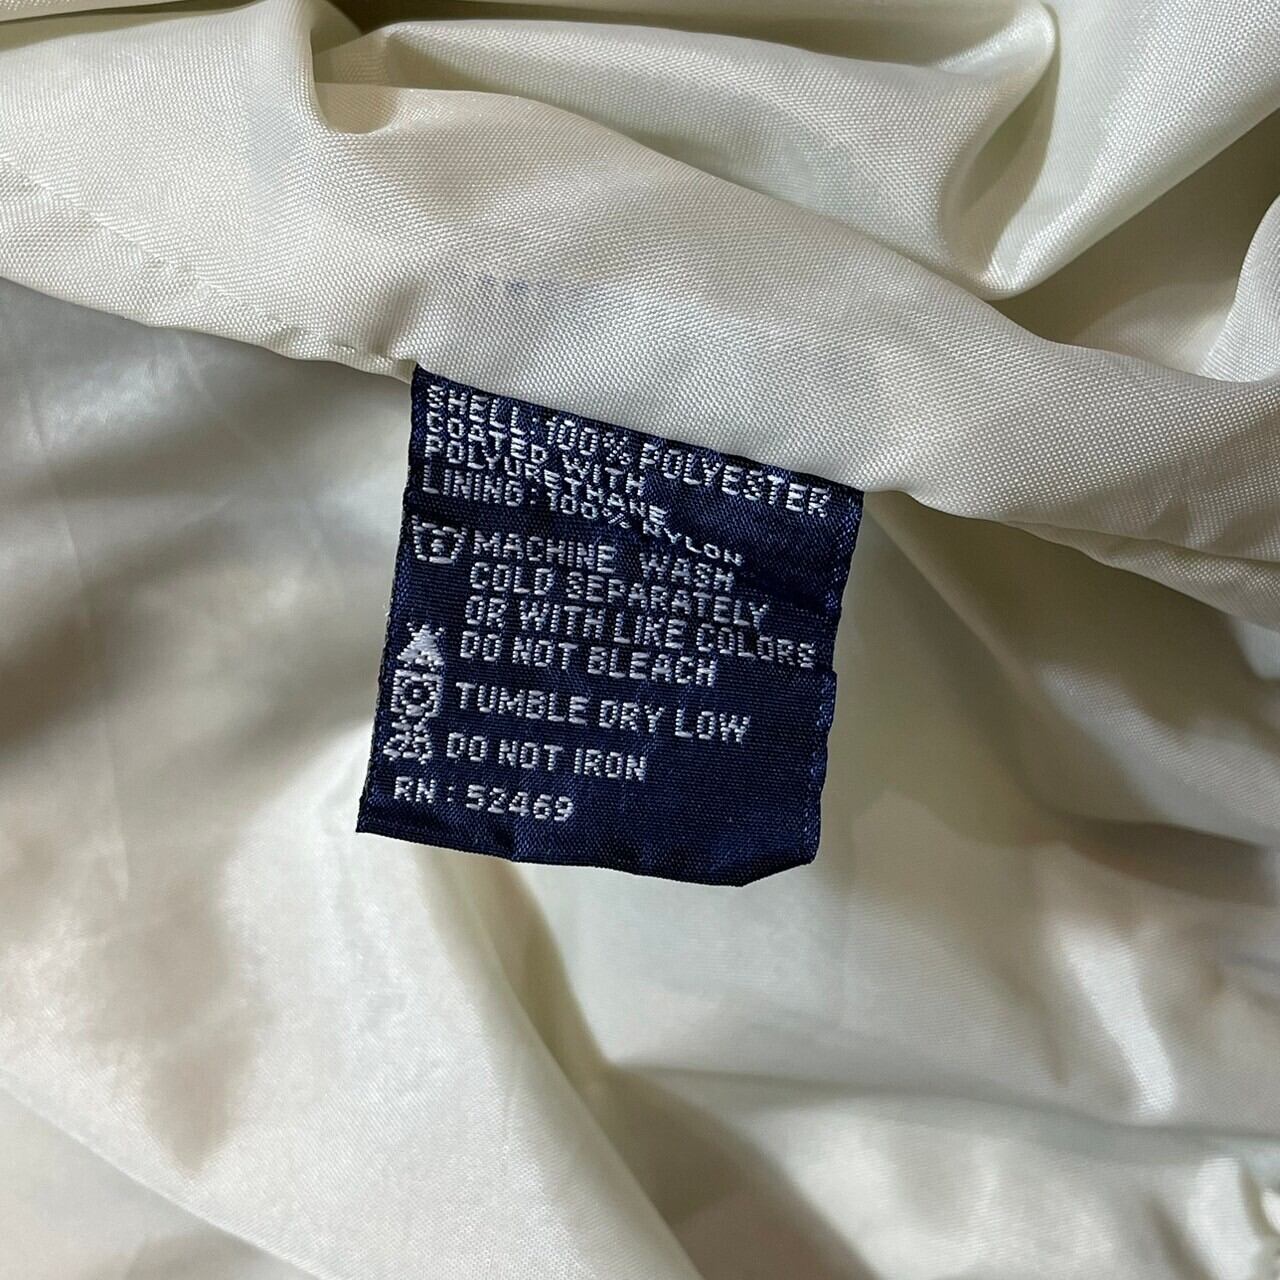 SHELL: 100% POLYESTER
COATED WITH
POLYURETHANE
LINING: 100% NYLON
MACHINE WASH
COLD SEPARATELY
OR WITH LIKE COLORS
DO NOT BLEACH
TUMBLE DRY LOW
DO NOT IRON
RN: 52469